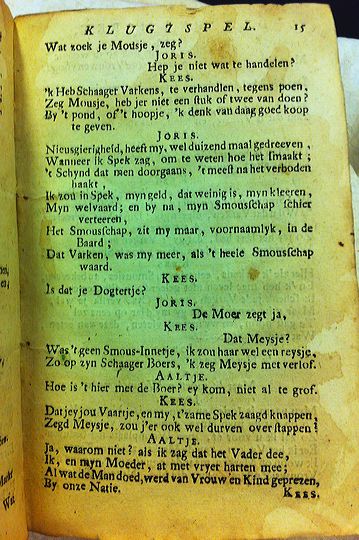 KLUGTSPEL. 15
Wat zoek je Mousje, zeg?
JORIS.
Hep je niet wat te handelen?
KEES.
'k Heb Schaager Varkens, te verhandlen, tegens poen,
Zeg Mousje, heb jer niet een stuk of twee van doen?
By 't pond, of 't hoopje, 'k denk van daag goed koop
te geven.
JORIS.
Nieusgierigheid, heeft my, wel duizend maal gedreeven,
Wanneer ik Spek zag, om te weten hoe het smaakt;
't Schynd dat men doorgaans, 't meest na het verboden
haakt,
Ik zou in Spek, myn geld, dat weinig is, myn kleeren,
Myn welvaard; en by na, myn Smousschap schier
verteeren,
Het Smousschap, zit my maar, voornaamlyk, in de
Baard;
Dat Varken, was my meer, als 't heele Smousschap
waard.
KEES.
Is dat je Dogtertje?
JORIS.
De Moer zegt ja,
KEES.
Dat Meysje?
Was 't geen Smous-Innetje, ik zou haar wel een reysje,
Zo op zyn Schaager Boers, 'k zeg Meysje met verlof.
AALTJE.
Hoe is 't hier met de Boer? ey kom, niet al te grof.
KEES.
Dat jey jou Vaartje, en my, t'zame Spek zaagd knappen,
Zegd Meysje, zou j'er ook wel durven over stappen?
AALTJE.
Ja, waarom niet? als ik zag dat het Vader dee,
Ik, en myn Moeder, at met vryer harten mee;
Al wat de Man doed, werd van Vrouw en Kind geprezen,
By onze Natie.
KEES.